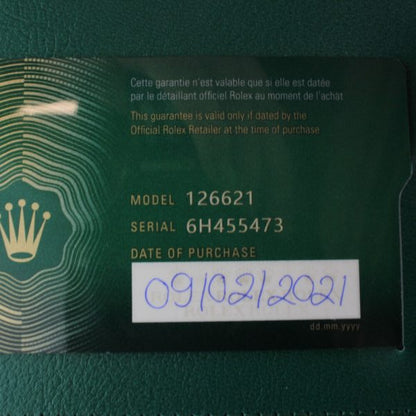 Cette garantie n'est valable que si elle est datée
par le détaillant officiel Rolex au moment de l'achat
This guarantee is valid only if dated by the
Official Rolex Retailer at the time of purchase
MODEL 126621
SERIAL 6H455473
DATE OF PURCHASE
09/02/2021
dd.mm.yyyy